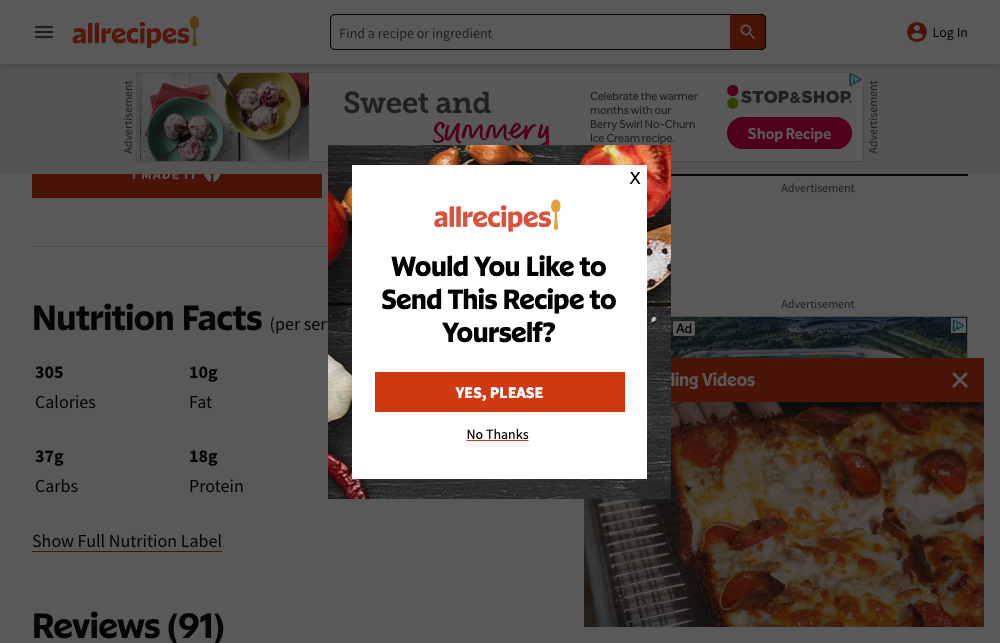 allrecipes
Find a recipe or ingredient
Log In
Advertisement
Sweet and
summery
Celebrate the warmer
months with our
Berry Swirl No-Churn
Ice Cream recipe.
STOP&SHOP.
Shop Recipe
Advertisement
I MADE IT
Advertisement
X
allrecipes
Would You Like to
Send This Recipe to
Yourself?
YES, PLEASE
No Thanks
Nutrition Facts (per ser
305
10g
Calories
Fat
37g
18g
Carbs
Protein
Show Full Nutrition Label
Reviews (91)
Advertisement
Ad
ding Videos